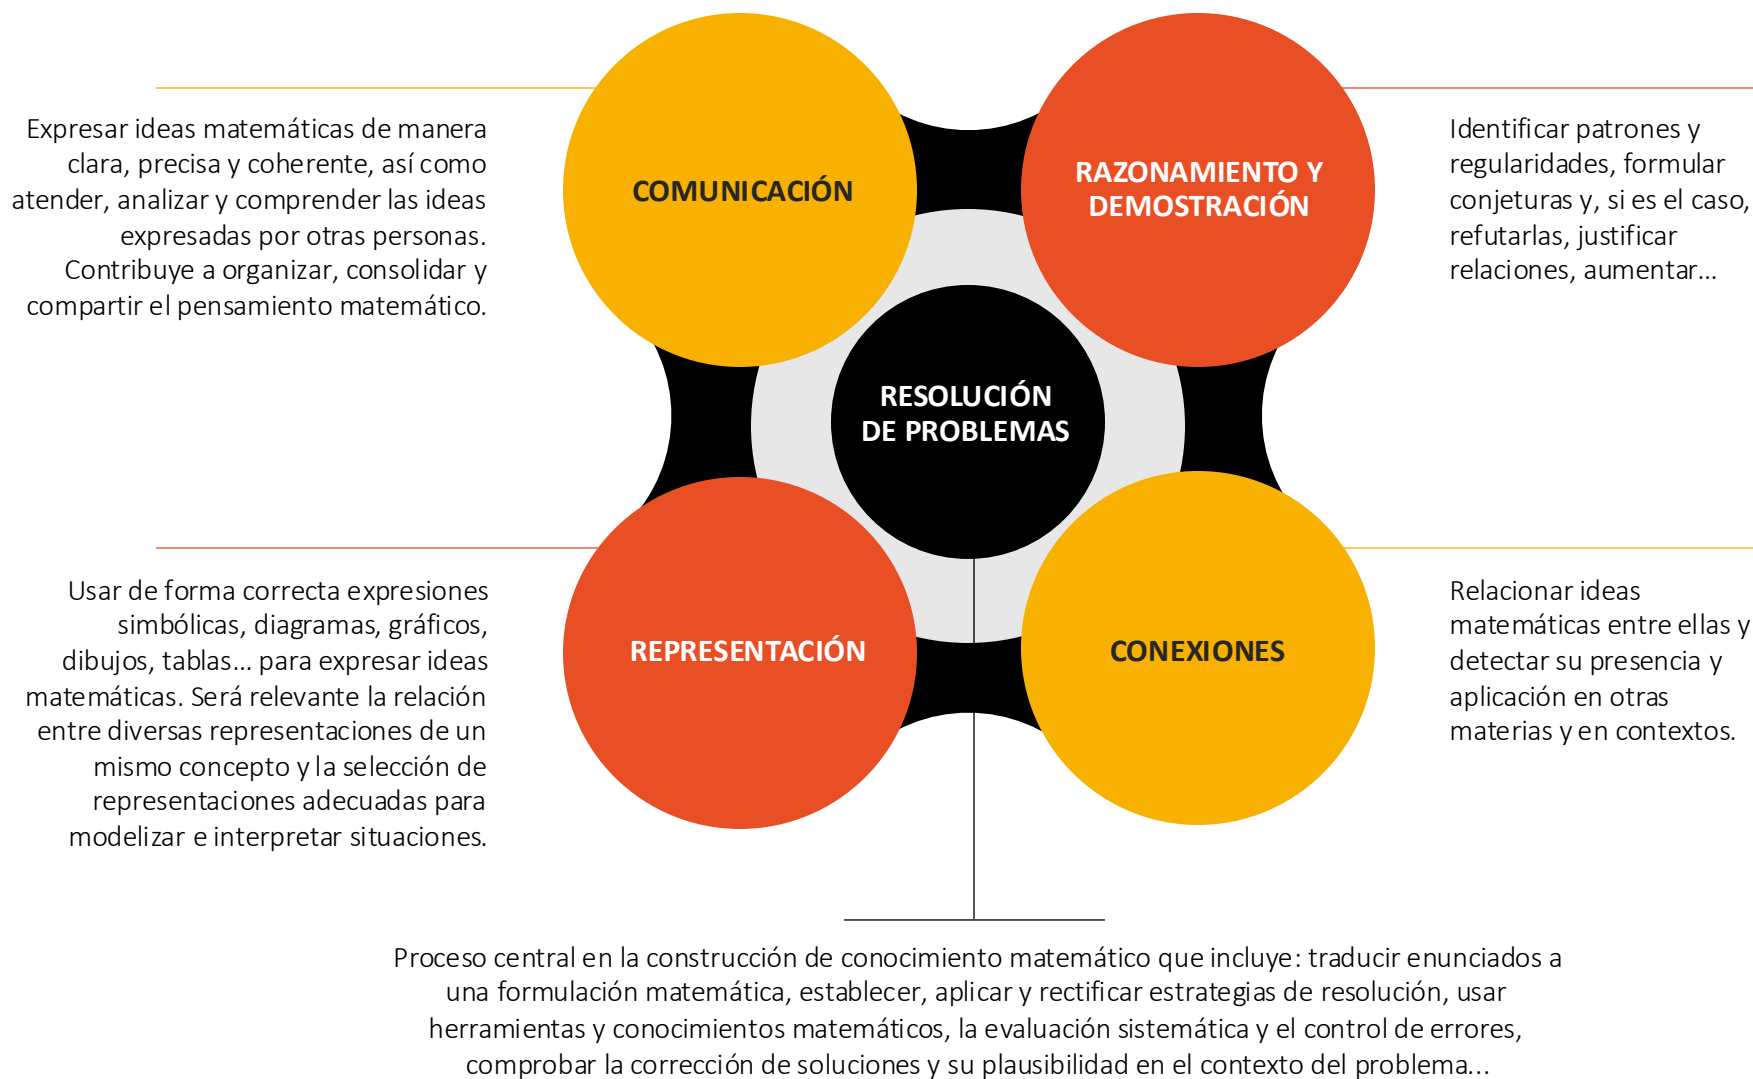 COMUNICACIÓN
Expresar ideas matemáticas de manera
clara, precisa y coherente, así como
atender, analizar y comprender las ideas
expresadas por otras personas.
Contribuye a organizar, consolidar y
compartir el pensamiento matemático.
RAZONAMIENTO Y
DEMOSTRACIÓN
Identificar patrones y
regularidades, formular
conjeturas y, si es el caso,
refutarlas, justificar
relaciones, aumentar...
RESOLUCIÓN
DE PROBLEMAS
REPRESENTACIÓN
Usar de forma correcta expresiones
simbólicas, diagramas, gráficos,
dibujos, tablas... para expresar ideas
matemáticas. Será relevante la relación
entre diversas representaciones de un
mismo concepto y la selección de
representaciones adecuadas para
modelizar e interpretar situaciones.
CONEXIONES
Relacionar ideas
matemáticas entre ellas y
detectar su presencia y
aplicación en otras
materias y en contextos.
Proceso central en la construcción de conocimiento matemático que incluye: traducir enunciados a
una formulación matemática, establecer, aplicar y rectificar estrategias de resolución, usar
herramientas y conocimientos matemáticos, la evaluación sistemática y el control de errores,
comprobar la corrección de soluciones y su plausibilidad en el contexto del problema...